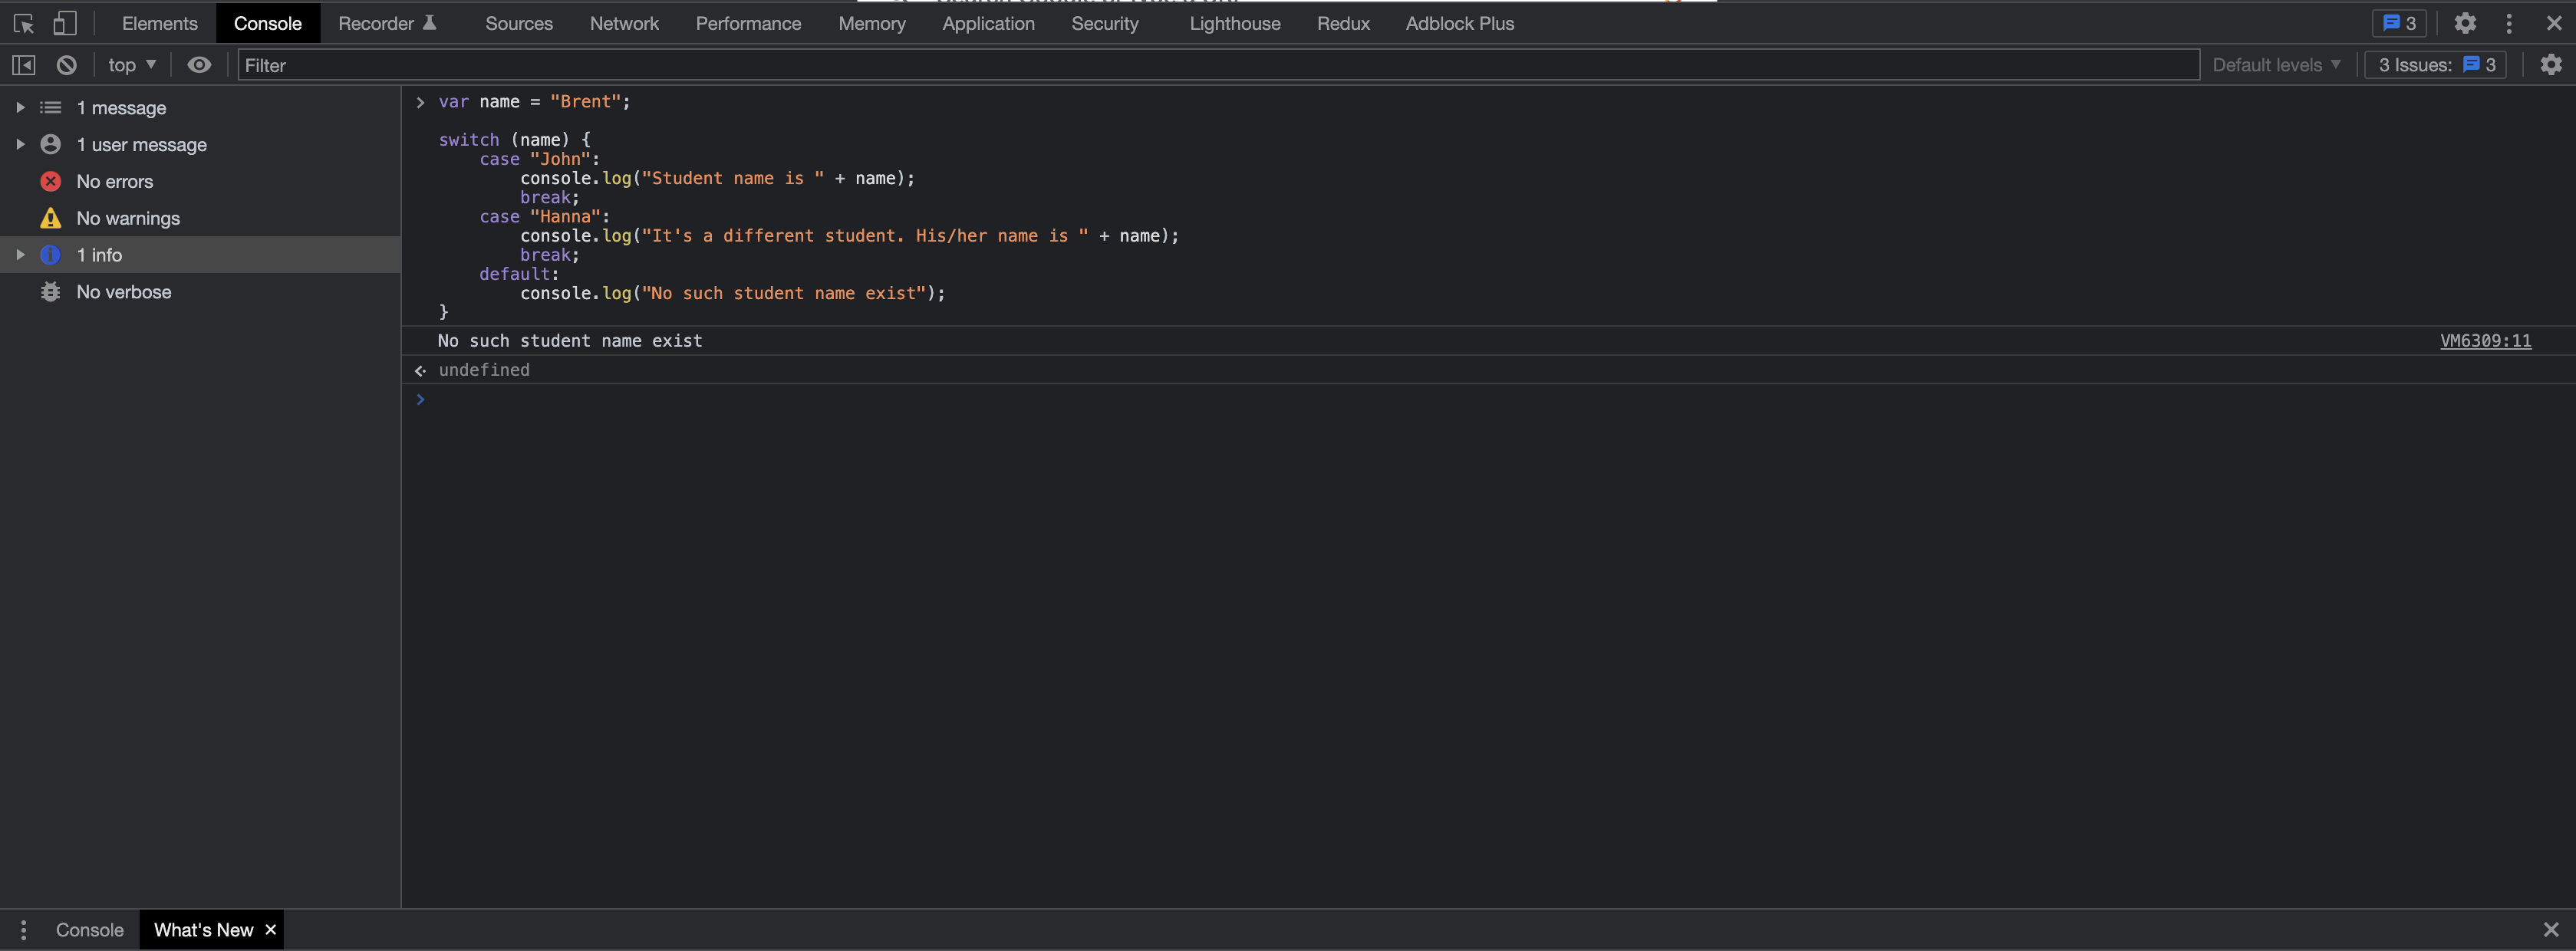 Elements Console Recorder Sources Network Performance Memory Application Security Lighthouse Redux Adblock Plus 3
top Filter Default levels 3 Issues: 3
1 message
1 user message
No errors
No warnings
1 info
No verbose
> var name = "Brent";
switch (name) {
    case "John":
        console.log("Student name is " + name);
        break;
    case "Hanna":
        console.log("It's a different student. His/her name is " + name);
        break;
    default:
        console.log("No such student name exist");
}
No such student name exist VM6309:11
undefined
>
Console What's New